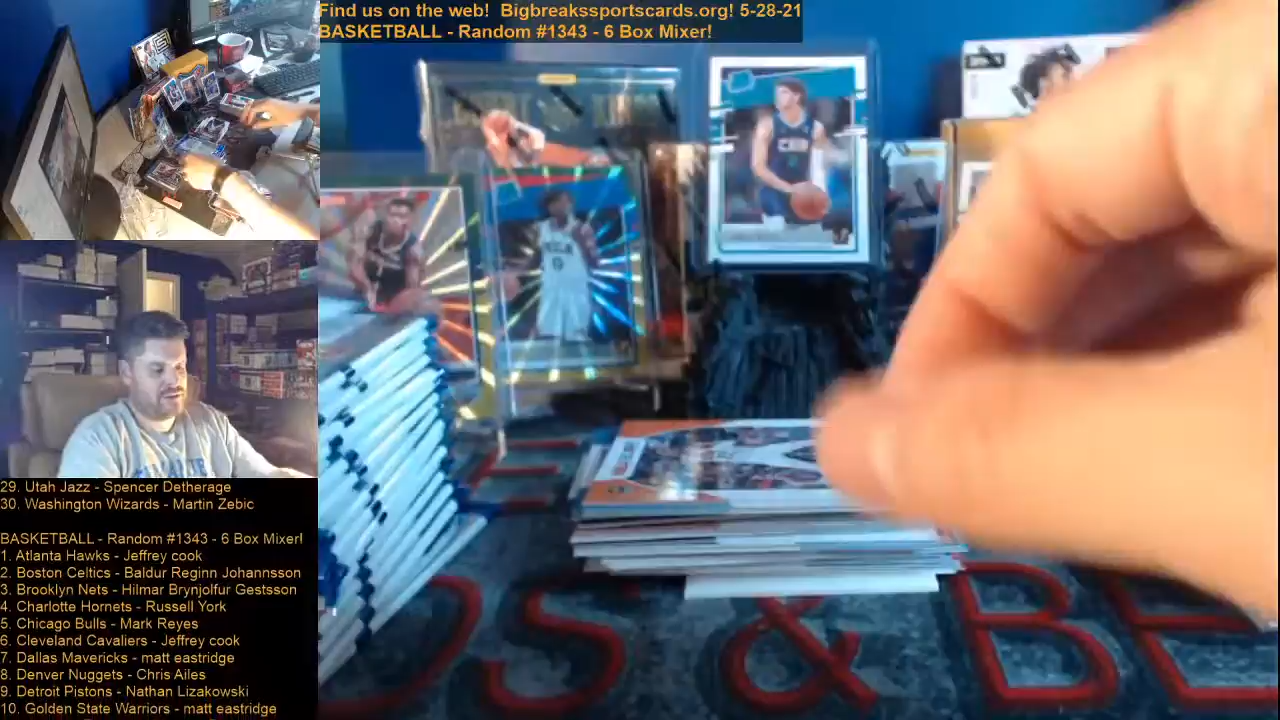 Find us on the web! Bigbreakssportscards.org! 5-28-21
BASKETBALL - Random #1343 - 6 Box Mixer!
29. Utah Jazz - Spencer Detherage
30. Washington Wizards - Martin Zebic
BASKETBALL - Random #1343 - 6 Box Mixer!
1. Atlanta Hawks - Jeffrey cook
2. Boston Celtics - Baldur Reginn Johannsson
3. Brooklyn Nets - Hilmar Brynjolfur Gestsson
4. Charlotte Hornets - Russell York
5. Chicago Bulls - Mark Reyes
6. Cleveland Cavaliers - Jeffrey cook
7. Dallas Mavericks - matt eastridge
8. Denver Nuggets - Chris Ailes
9. Detroit Pistons - Nathan Lizakowski
10. Golden State Warriors - matt eastridge
S & BE